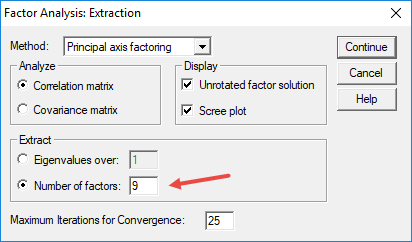 Factor Analysis: Extraction
Method: Principal axis factoring Continue
Analyze Display Cancel
Correlation matrix Unrotated factor solution Help
Covariance matrix Scree plot
Extract
Eigenvalues over: 1
Number of factors: 9
Maximum Iterations for Convergence: 25